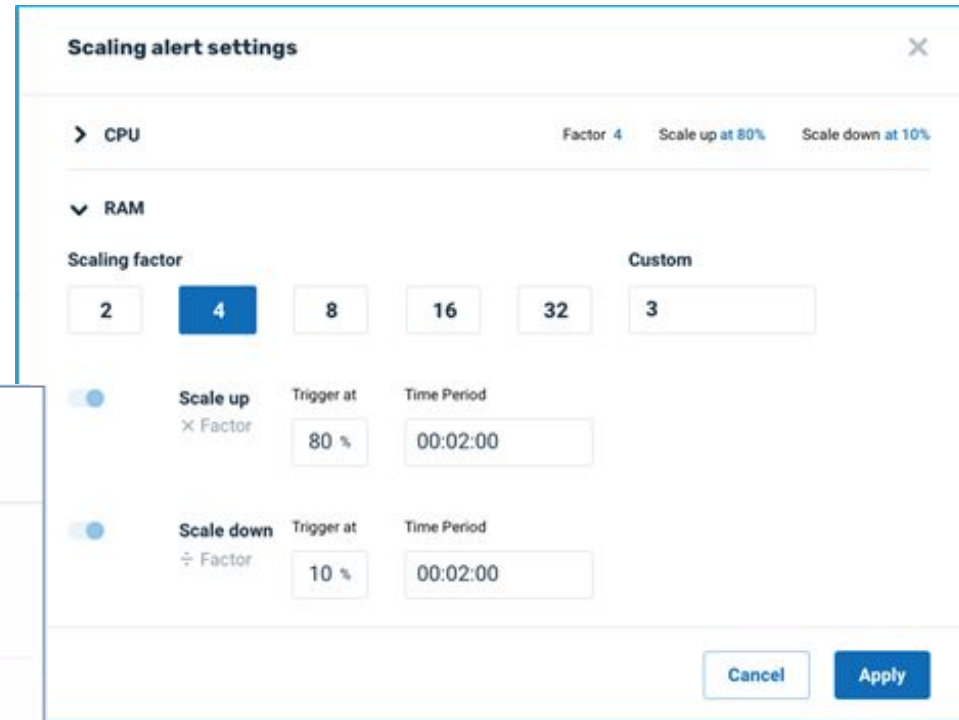 Scaling alert settings
CPU Factor 4 Scale up at 80% Scale down at 10%
RAM
Scaling factor Custom
2 4 8 16 32 3
Scale up Trigger at Time Period
× Factor
80 % 00:02:00
Scale down Trigger at Time Period
÷ Factor
10 % 00:02:00
Cancel Apply